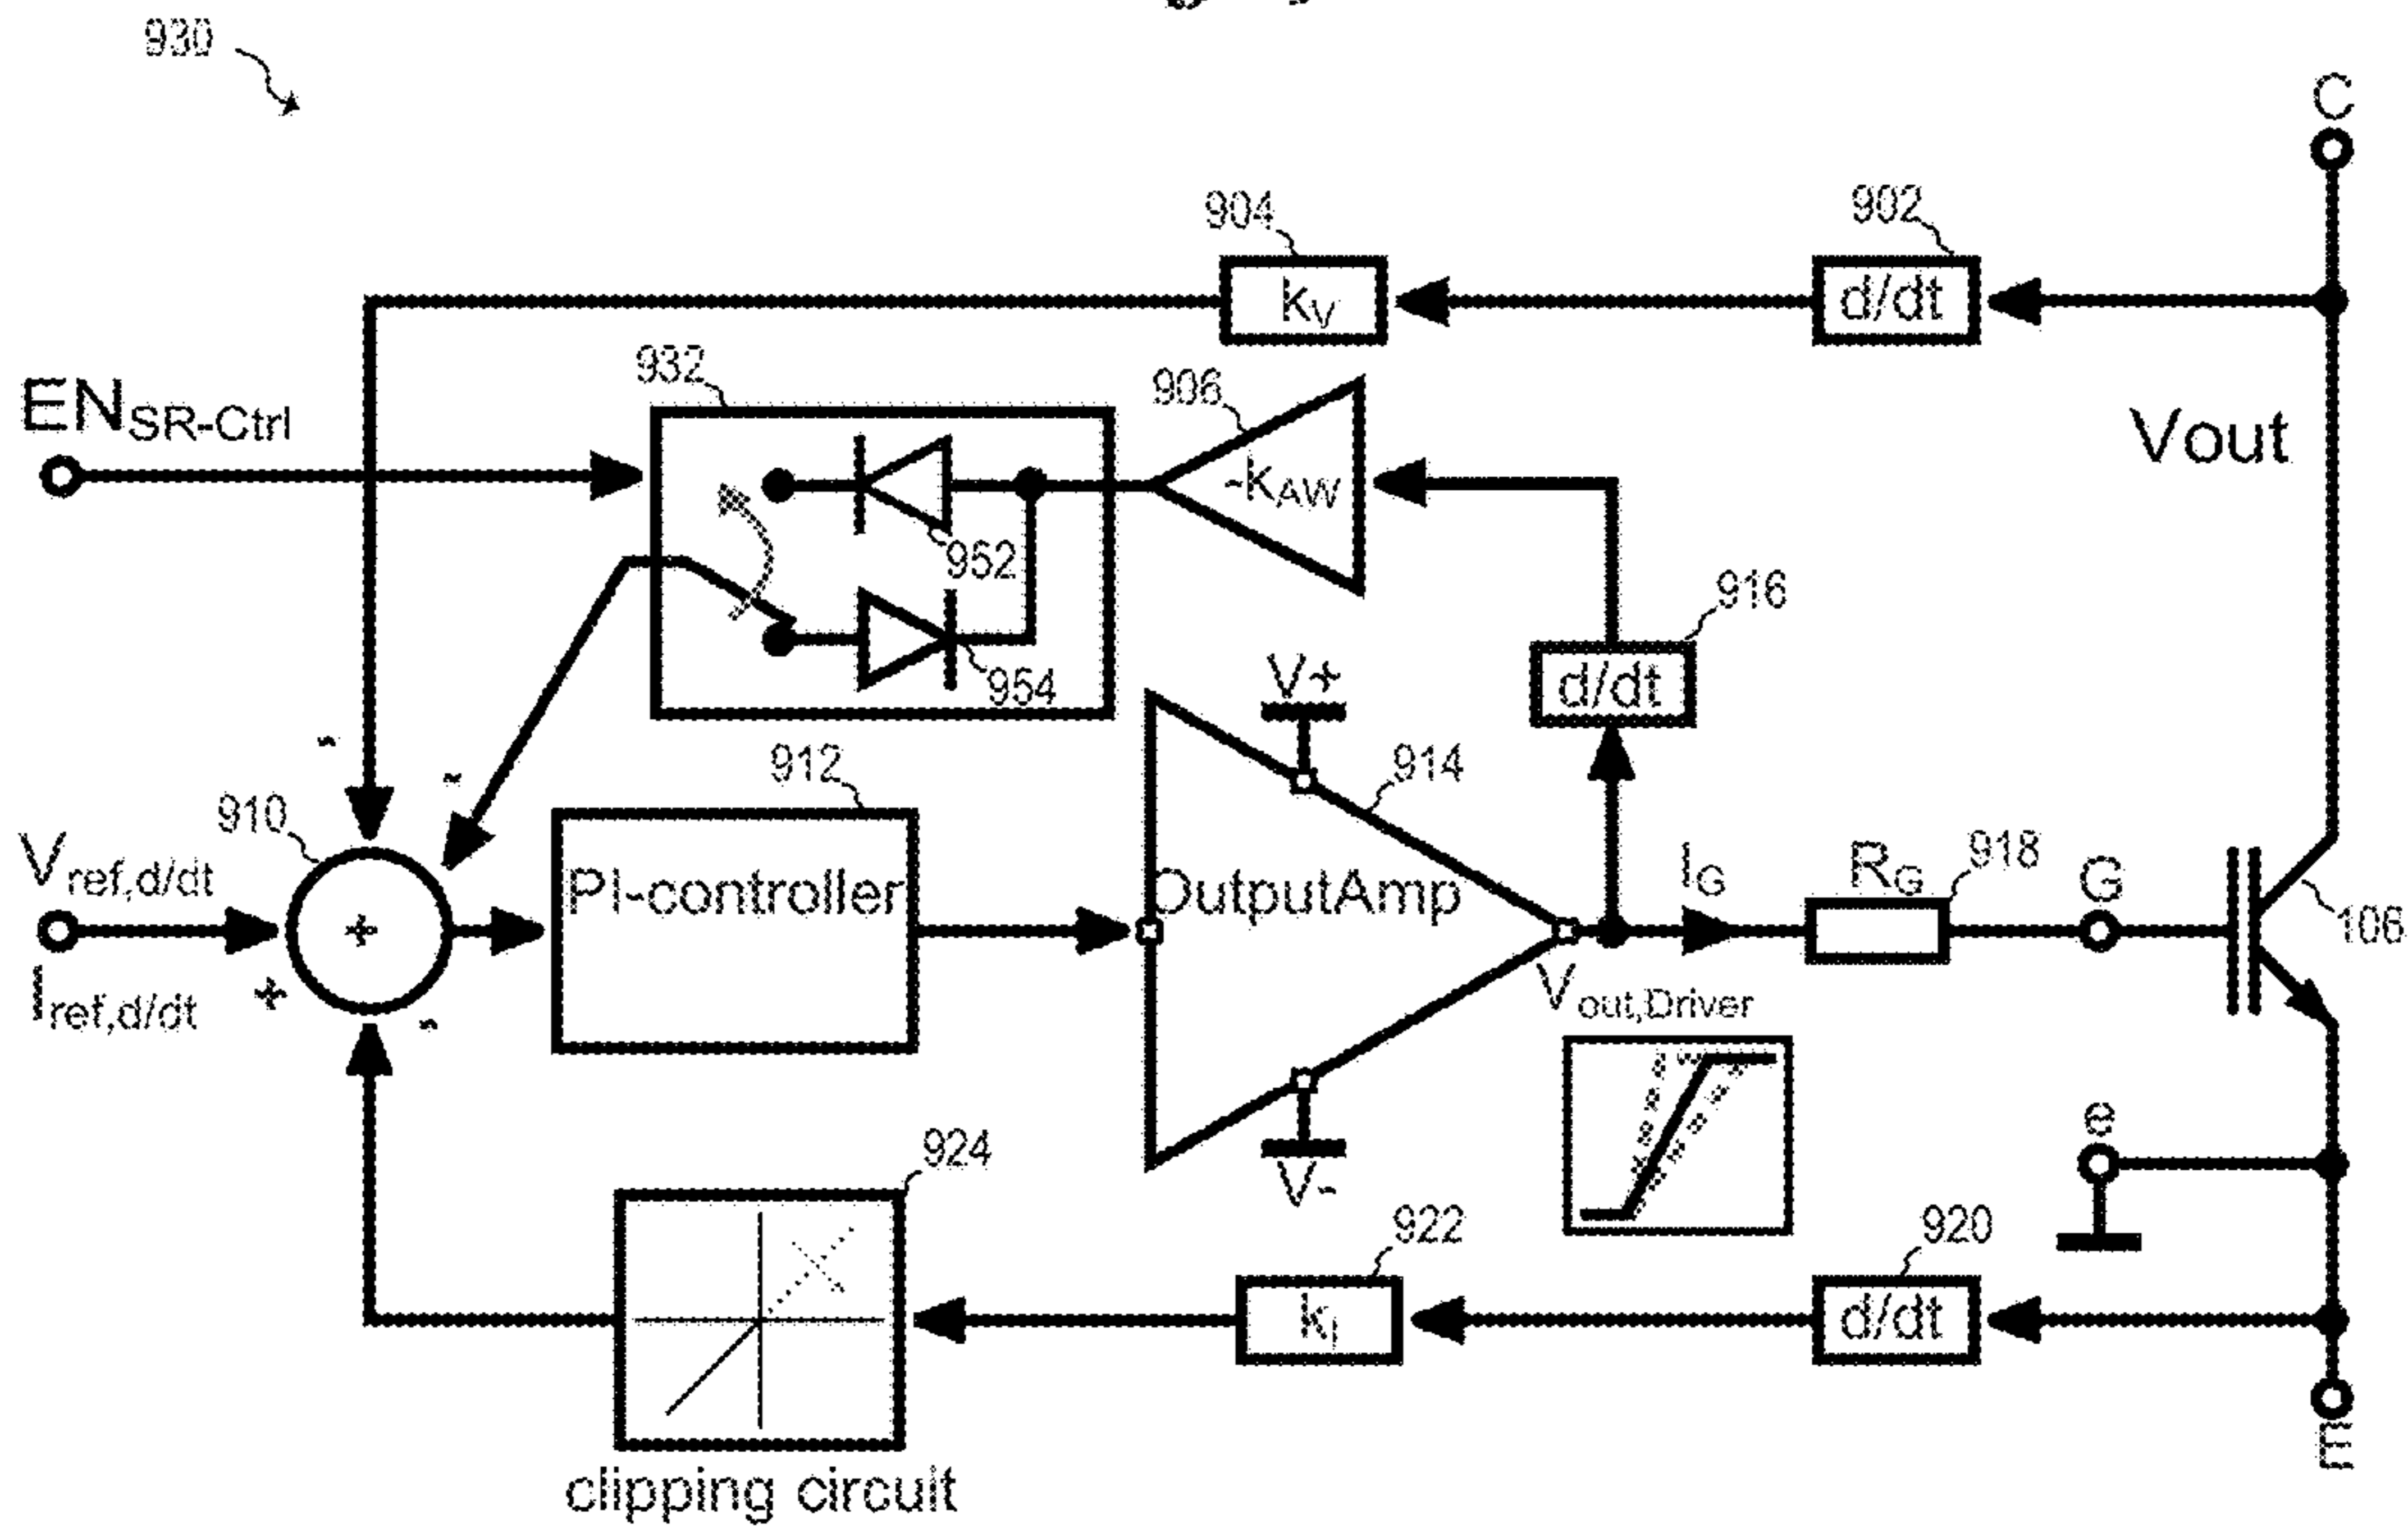 930
C
904
902
d/dt
kV
932
906
ENSR-Ctrl
Vout
-kAW
952
916
954
d/dt
V+
912
914
910
Vref,d/dt
PI-controller
OutputAmp
IG
RG
918
G
106
+
+
Iref,d/dt
Vout,Driver
-
-
-
e
924
V-
922
920
kI
d/dt
E
clipping circuit